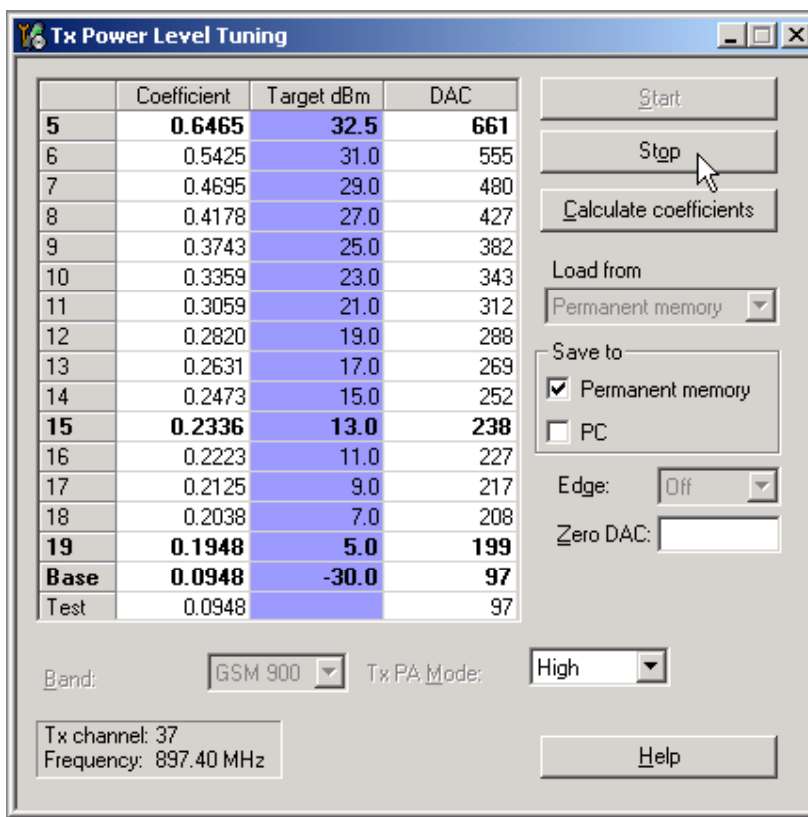 Tx Power Level Tuning
Coefficient Target dBm DAC
5 0.6465 32.5 661
6 0.5425 31.0 555
7 0.4695 29.0 480
8 0.4178 27.0 427
9 0.3743 25.0 382
10 0.3359 23.0 343
11 0.3059 21.0 312
12 0.2820 19.0 288
13 0.2631 17.0 269
14 0.2473 15.0 252
15 0.2336 13.0 238
16 0.2223 11.0 227
17 0.2125 9.0 217
18 0.2038 7.0 208
19 0.1948 5.0 199
Base 0.0948 -30.0 97
Test 0.0948 97
Start
Stop
Calculate coefficients
Load from
Permanent memory
Save to
Permanent memory
PC
Edge: Off
Zero DAC:
Band: GSM 900 Tx PA Mode: High
Tx channel: 37
Frequency: 897.40 MHz
Help